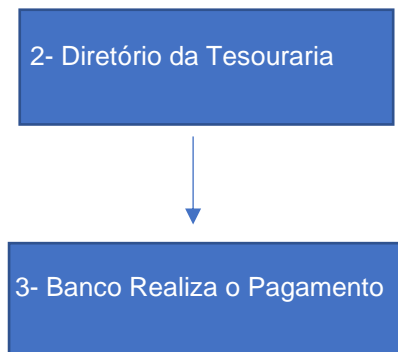 2- Diretório da Tesouraria
3- Banco Realiza o Pagamento